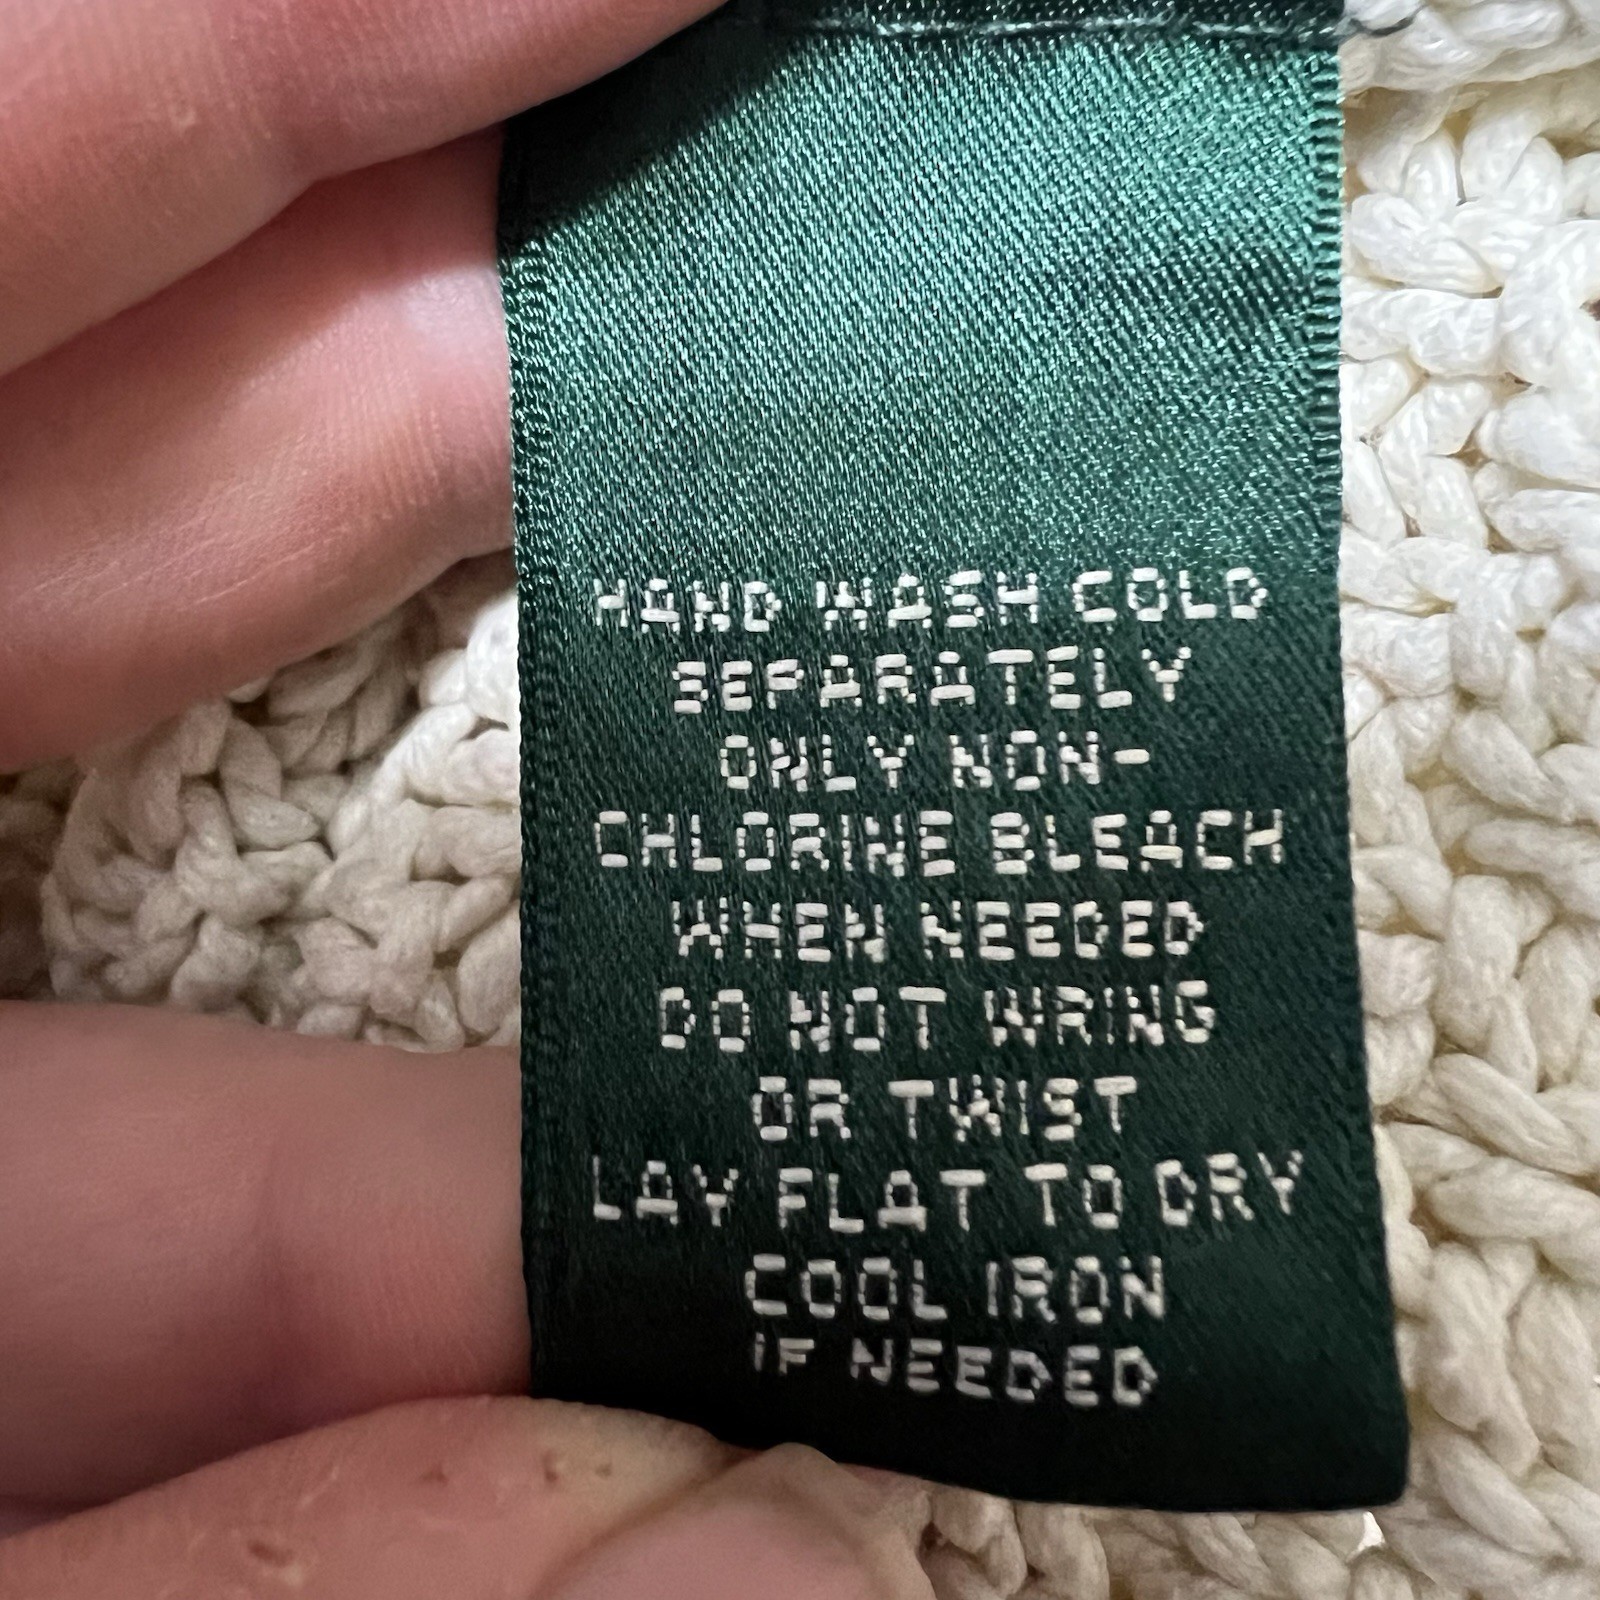 HAND WASH COLD
SEPARATELY
ONLY NON-
CHLORINE BLEACH
WHEN NEEDED
DO NOT WRING
OR TWIST
LAY FLAT TO DRY
COOL IRON
IF NEEDED